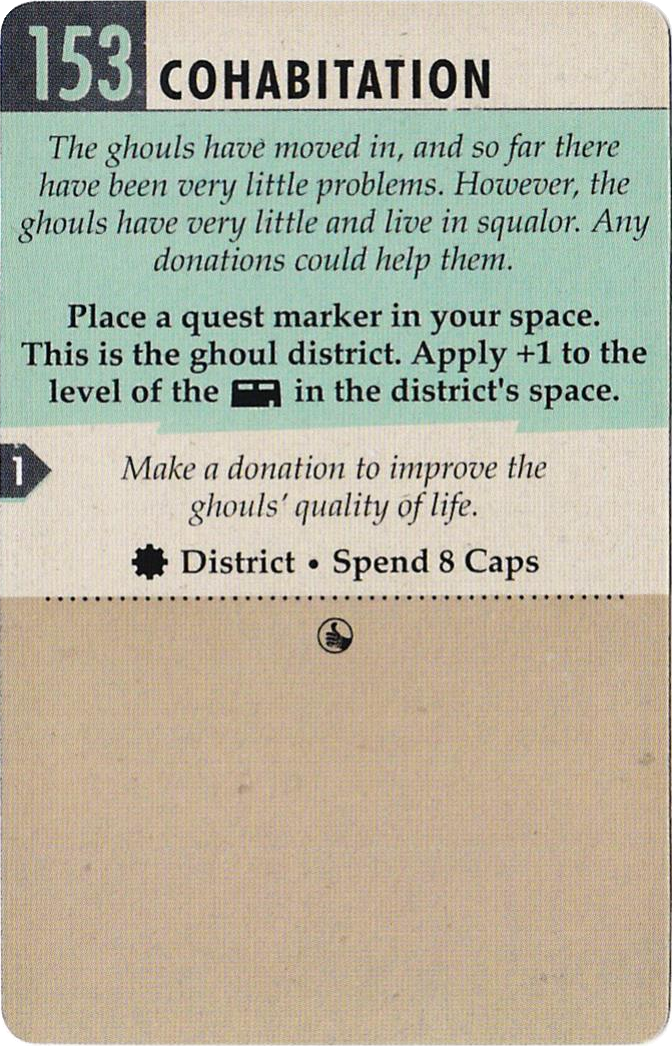 153 COHABITATION
The ghouls have moved in, and so far there
have been very little problems. However, the
ghouls have very little and live in squalor. Any
donations could help them.
Place a quest marker in your space.
This is the ghoul district. Apply +1 to the
level of the in the district's space.
1
Make a donation to improve the
ghouls’ quality of life.
District • Spend 8 Caps